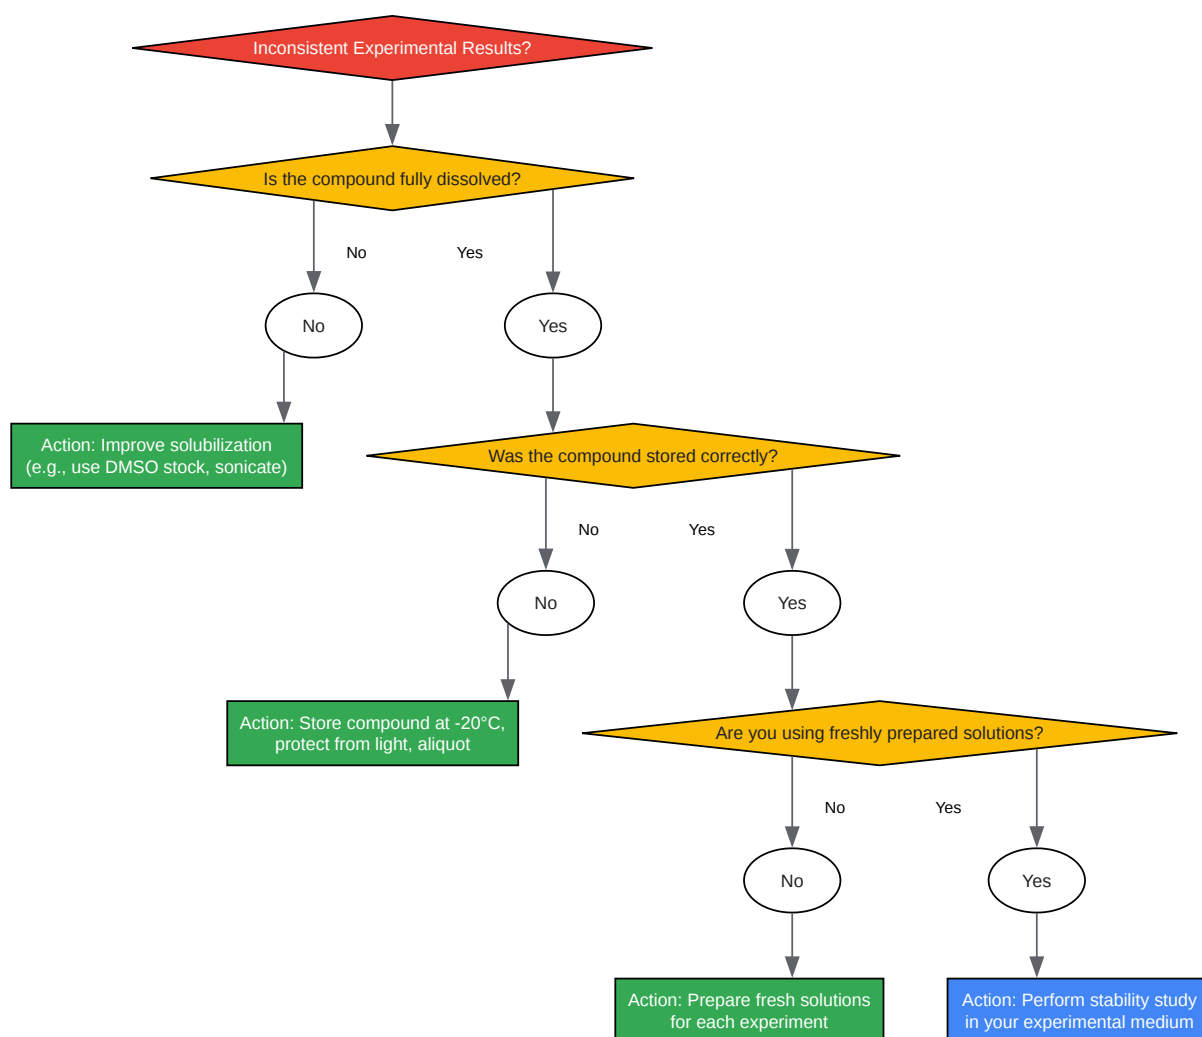 Inconsistent Experimental Results?
Is the compound fully dissolved?
No
Yes
No
Yes
Action: Improve solubilization
(e.g., use DMSO stock, sonicate)
Was the compound stored correctly?
No
Yes
No
Yes
Action: Store compound at -20°C,
protect from light, aliquot
Are you using freshly prepared solutions?
No
Yes
No
Yes
Action: Prepare fresh solutions
for each experiment
Action: Perform stability study
in your experimental medium